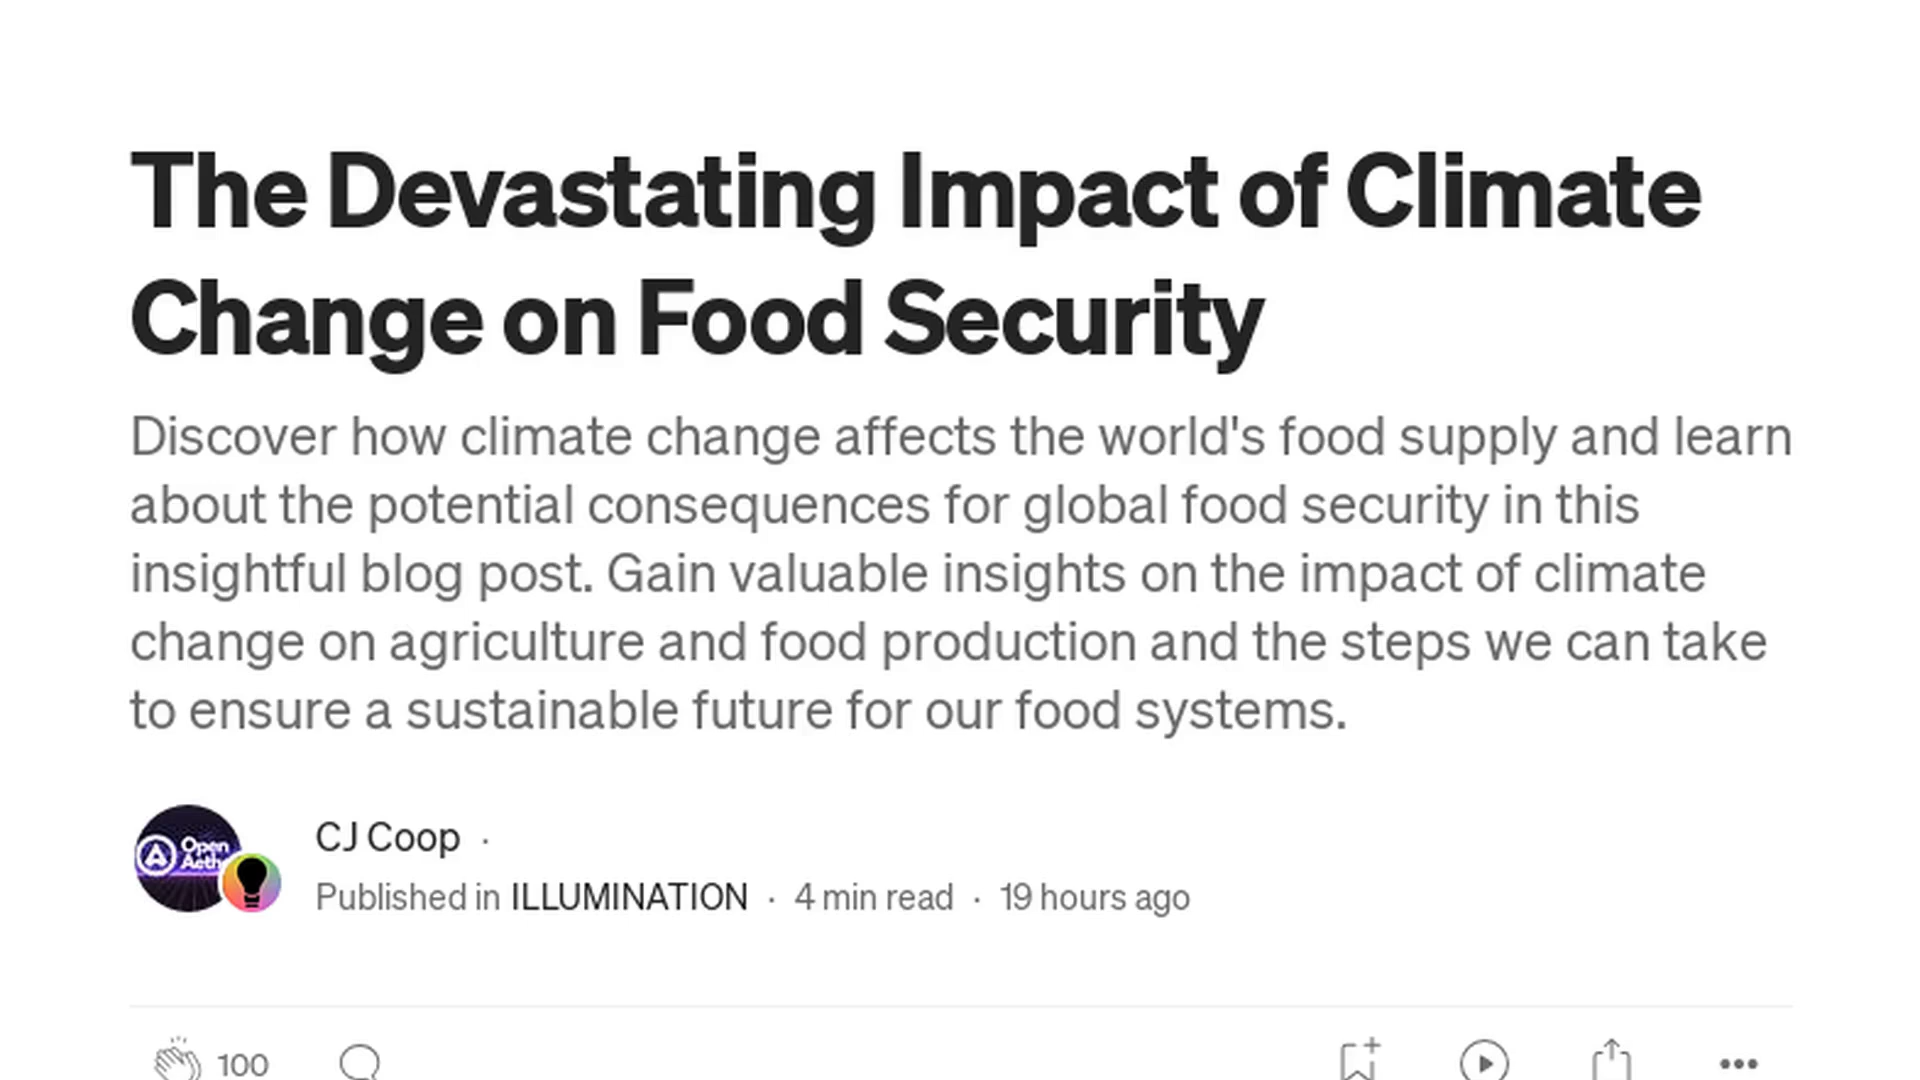 The Devastating Impact of Climate
Change on Food Security
Discover how climate change affects the world's food supply and learn
about the potential consequences for global food security in this
insightful blog post. Gain valuable insights on the impact of climate
change on agriculture and food production and the steps we can take
to ensure a sustainable future for our food systems.
Open
CJ Coop ·
Published in ILLUMINATION · 4 min read · 19 hours ago
100